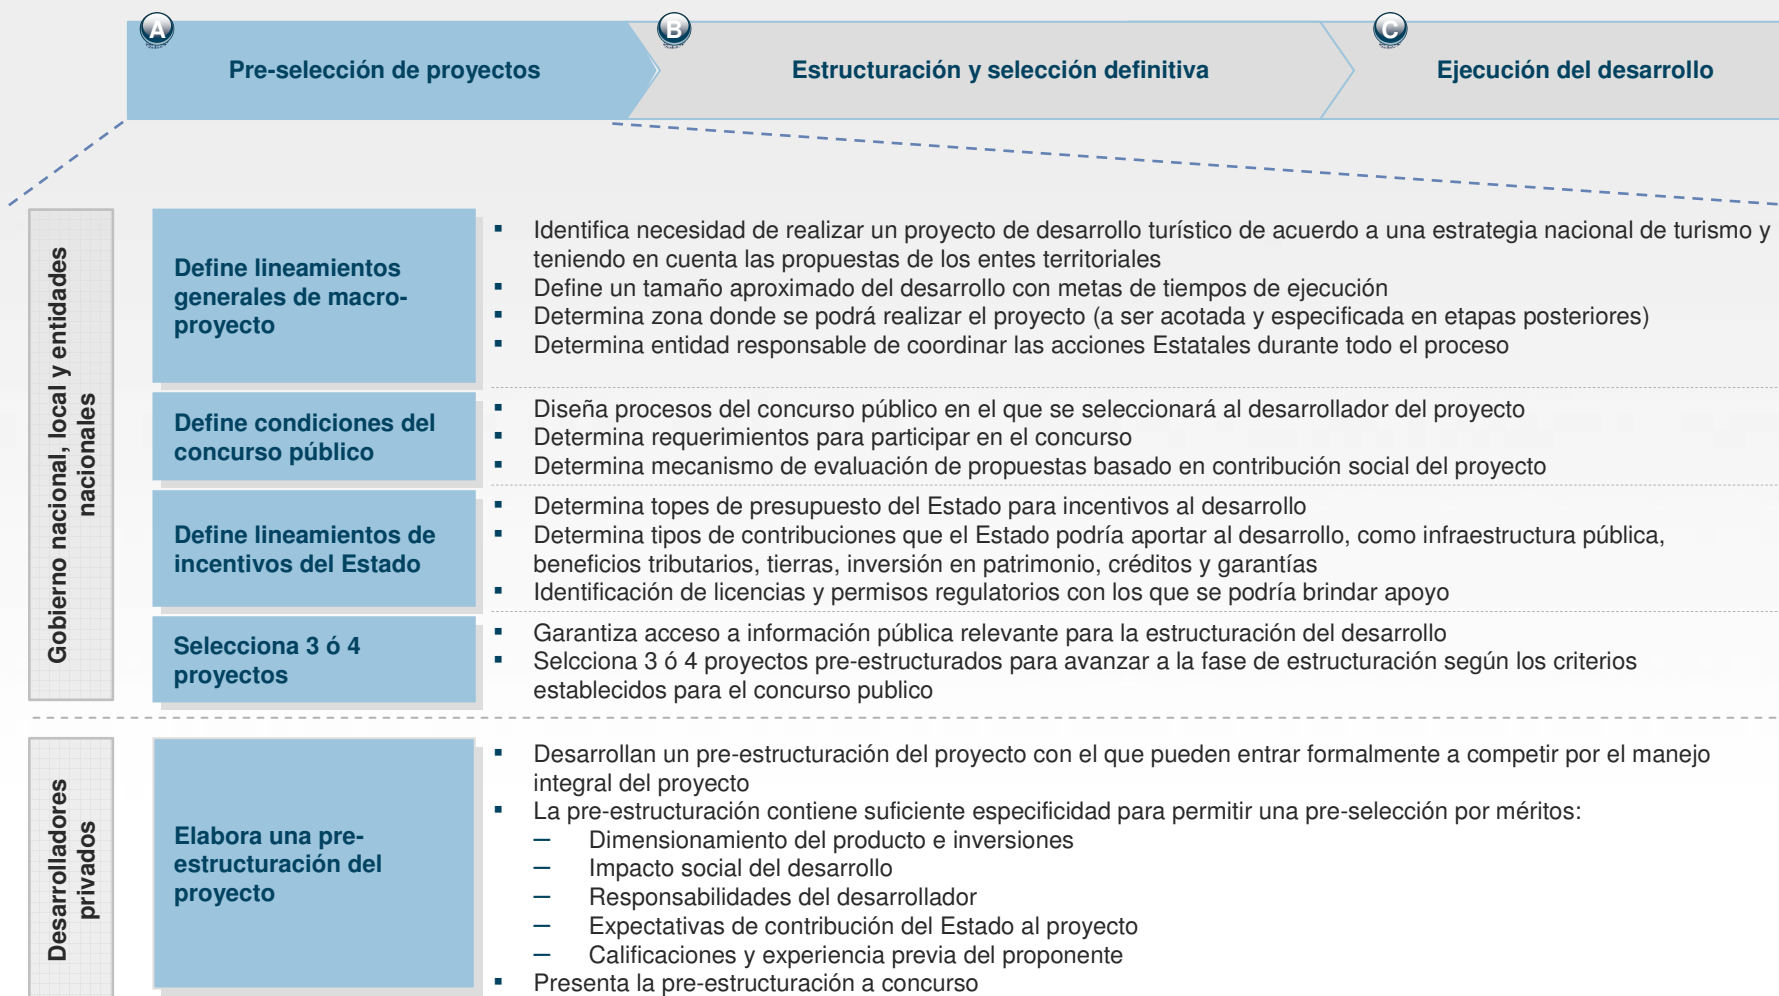 A
Pre-selección de proyectos
B
Estructuración y selección definitiva
C
Ejecución del desarrollo
Gobierno nacional, local y entidades
nacionales
Define lineamientos
generales de macro-
proyecto
▪ Identifica necesidad de realizar un proyecto de desarrollo turístico de acuerdo a una estrategia nacional de turismo y
teniendo en cuenta las propuestas de los entes territoriales
▪ Define un tamaño aproximado del desarrollo con metas de tiempos de ejecución
▪ Determina zona donde se podrá realizar el proyecto (a ser acotada y especificada en etapas posteriores)
▪ Determina entidad responsable de coordinar las acciones Estatales durante todo el proceso
Define condiciones del
concurso público
▪ Diseña procesos del concurso público en el que se seleccionará al desarrollador del proyecto
▪ Determina requerimientos para participar en el concurso
▪ Determina mecanismo de evaluación de propuestas basado en contribución social del proyecto
Define lineamientos de
incentivos del Estado
▪ Determina topes de presupuesto del Estado para incentivos al desarrollo
▪ Determina tipos de contribuciones que el Estado podría aportar al desarrollo, como infraestructura pública,
beneficios tributarios, tierras, inversión en patrimonio, créditos y garantías
▪ Identificación de licencias y permisos regulatorios con los que se podría brindar apoyo
Selecciona 3 ó 4
proyectos
▪ Garantiza acceso a información pública relevante para la estructuración del desarrollo
▪ Selcciona 3 ó 4 proyectos pre-estructurados para avanzar a la fase de estructuración según los criterios
establecidos para el concurso publico
Desarrolladores
privados
Elabora una pre-
estructuración del
proyecto
▪ Desarrollan un pre-estructuración del proyecto con el que pueden entrar formalmente a competir por el manejo
integral del proyecto
▪ La pre-estructuración contiene suficiente especificidad para permitir una pre-selección por méritos:
– Dimensionamiento del producto e inversiones
– Impacto social del desarrollo
– Responsabilidades del desarrollador
– Expectativas de contribución del Estado al proyecto
– Calificaciones y experiencia previa del proponente
▪ Presenta la pre-estructuración a concurso